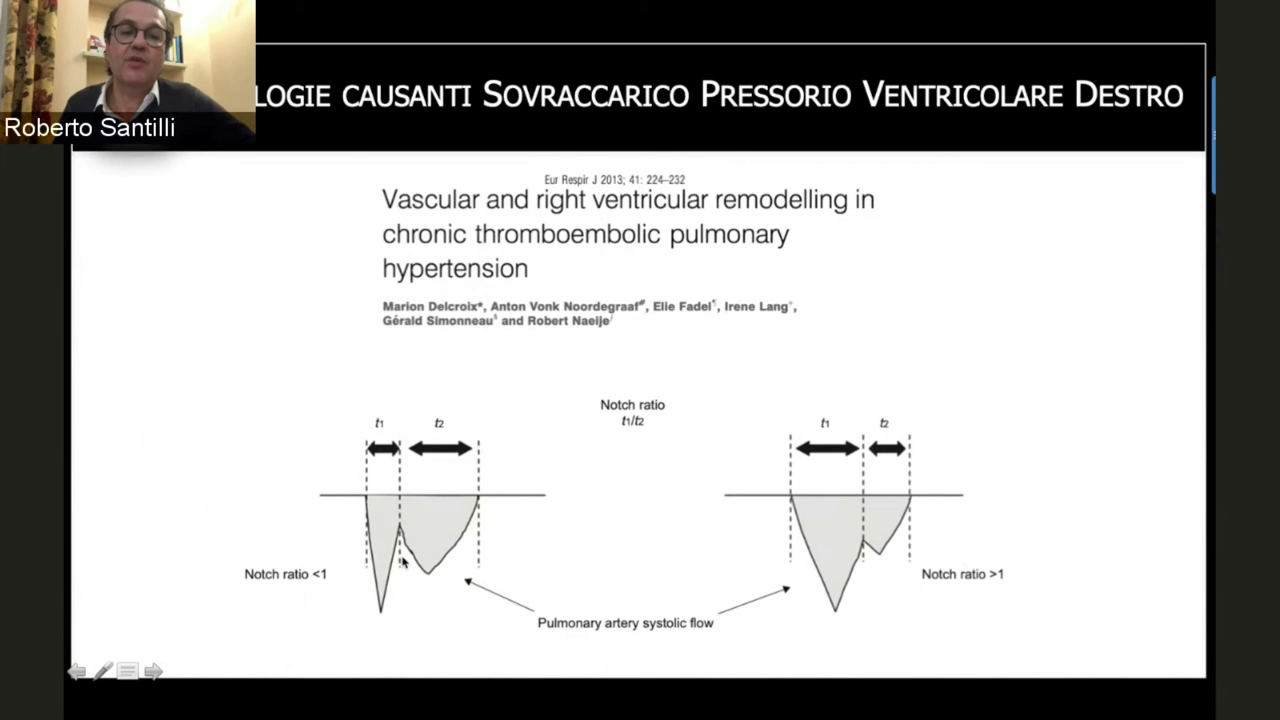 LOGIE CAUSANTI SOVRACCARICO PRESSORIO VENTRICOLARE DESTRO
Roberto Santilli
Eur Respir J 2013; 41: 224–232
Vascular and right ventricular remodelling in
chronic thromboembolic pulmonary
hypertension
Marion Delcroix*, Anton Vonk Noordegraaf#, Elie Fadel¶, Irene Lang+,
Gérald Simonneau§ and Robert Naeije
Notch ratio
t1/t2
t1 t2
t1 t2
Notch ratio <1
Notch ratio >1
Pulmonary artery systolic flow